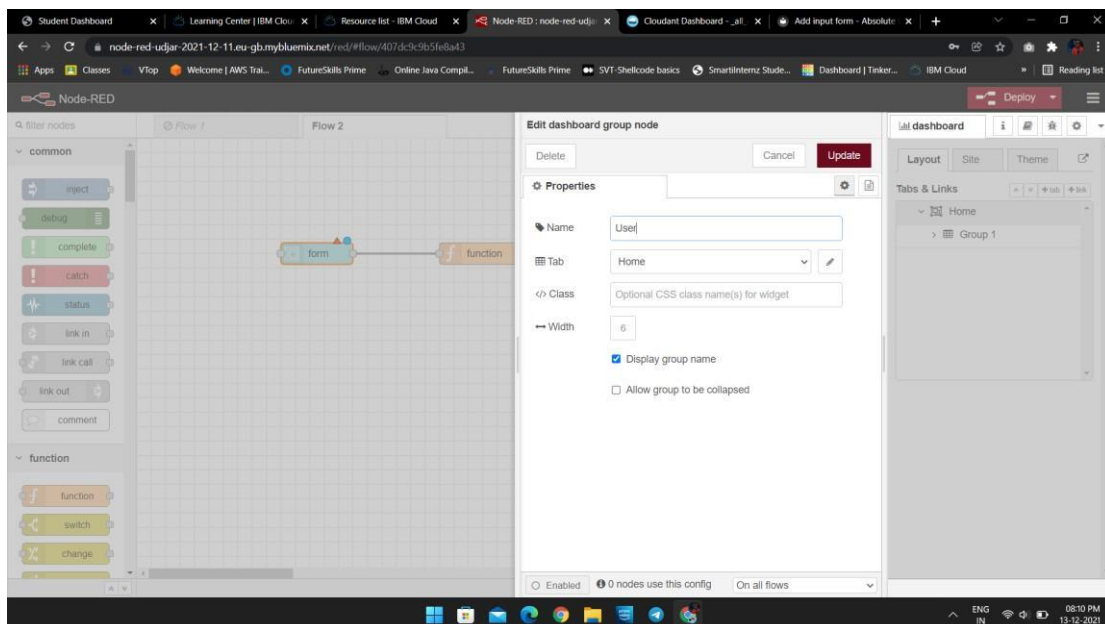 Student Dashboard
Learning Center | IBM Clou
Resource list - IBM Cloud
Node-RED : node-red-udja
Cloudant Dashboard - _all_
Add input form - Absolute
node-red-udjar-2021-12-11.eu-gb.mybluemix.net/red/#flow/407dc9c9b5fe8a43
Apps
Classes
VTop
Welcome | AWS Trai...
FutureSkills Prime
Online Java Compil...
FutureSkills Prime
SVT-Shellcode basics
SmartiInternz Stude...
Dashboard | Tinker...
IBM Cloud
»
Reading list
Node-RED
Deploy
filter nodes
Flow 1
Flow 2
Edit dashboard group node
dashboard
common
Delete
Cancel
Update
Layout
Site
Theme
Properties
Tabs & Links
+ tab
+ link
inject
Home
debug
Name
User
Group 1
complete
form
function
Tab
Home
catch
</> Class
Optional CSS class name(s) for widget
status
Width
6
link in
link call
Display group name
link out
Allow group to be collapsed
comment
function
function
switch
change
Enabled
0 nodes use this config
On all flows
ENG
IN
08:10 PM
13-12-2021